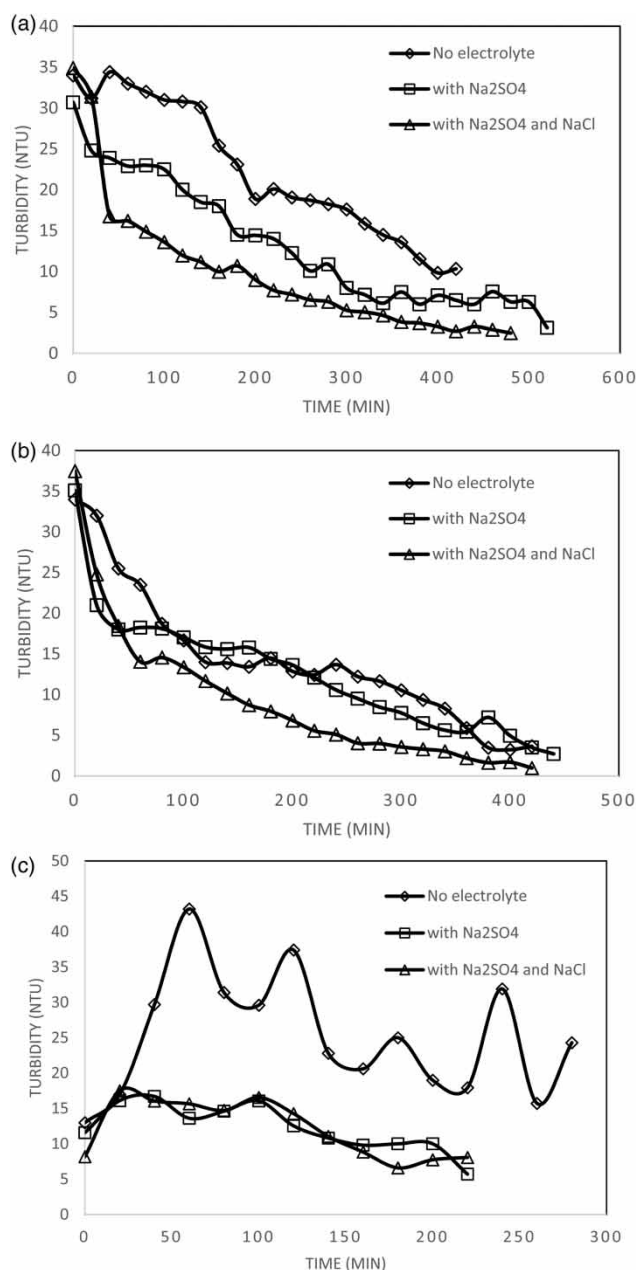 (a)
40
35
30
25
20
15
10
5
0
TURBIDITY (NTU)
No electrolyte
with Na2SO4
with Na2SO4 and NaCl
0 100 200 300 400 500 600
TIME (MIN)
(b)
40
35
30
25
20
15
10
5
0
TURBIDITY (NTU)
No electrolyte
with Na2SO4
with Na2SO4 and NaCl
0 100 200 300 400 500
TIME (MIN)
(c)
50
45
40
35
30
25
20
15
10
5
0
TURBIDITY (NTU)
No electrolyte
with Na2SO4
with Na2SO4 and NaCl
0 50 100 150 200 250 300
TIME (MIN)